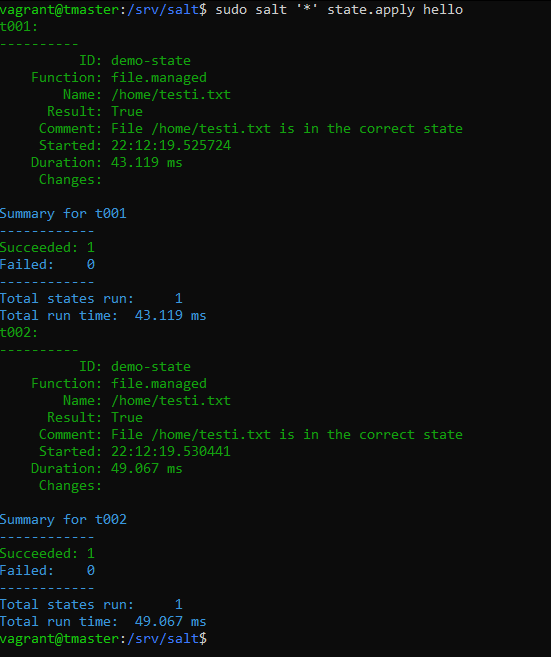 vagrant@tmaster:/srv/salt$ sudo salt '*' state.apply hello
t001:
----------
          ID: demo-state
    Function: file.managed
        Name: /home/testi.txt
      Result: True
     Comment: File /home/testi.txt is in the correct state
     Started: 22:12:19.525724
    Duration: 43.119 ms
     Changes:

Summary for t001
------------
Succeeded: 1
Failed:    0
------------
Total states run:     1
Total run time:  43.119 ms
t002:
----------
          ID: demo-state
    Function: file.managed
        Name: /home/testi.txt
      Result: True
     Comment: File /home/testi.txt is in the correct state
     Started: 22:12:19.530441
    Duration: 49.067 ms
     Changes:

Summary for t002
------------
Succeeded: 1
Failed:    0
------------
Total states run:     1
Total run time:  49.067 ms
vagrant@tmaster:/srv/salt$